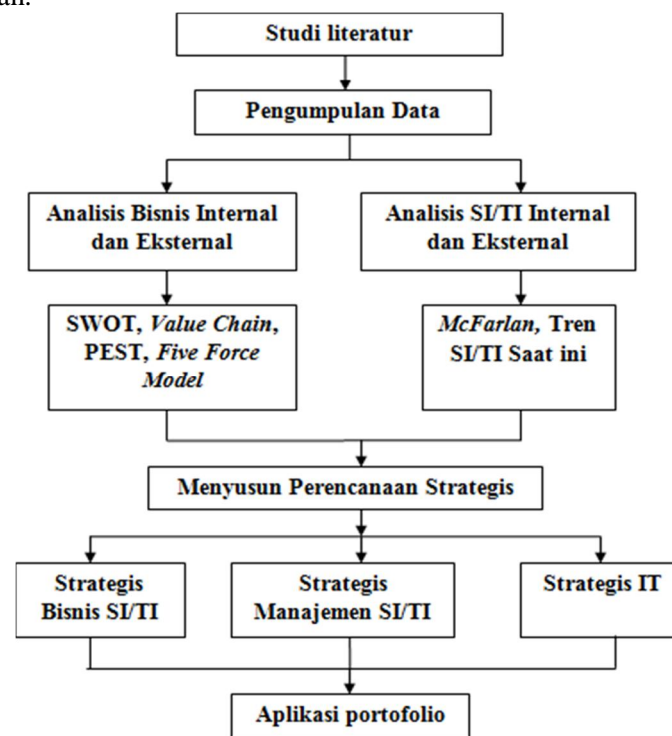 an.
Studi literatur
Pengumpulan Data
Analisis Bisnis Internal
dan Eksternal
Analisis SI/TI Internal
dan Eksternal
SWOT, Value Chain,
PEST, Five Force
Model
McFarlan, Tren
SI/TI Saat ini
Menyusun Perencanaan Strategis
Strategis
Bisnis SI/TI
Strategis
Manajemen SI/TI
Strategis IT
Aplikasi portofolio